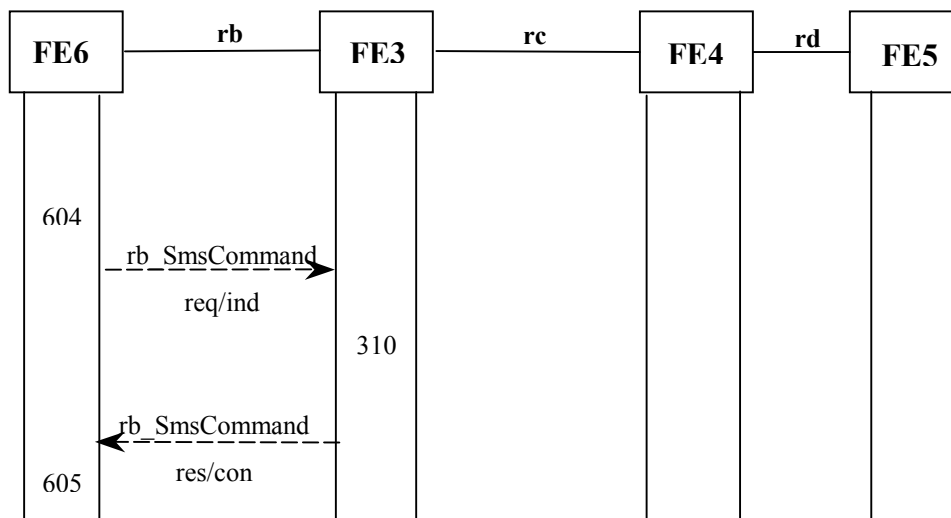 FE6 rb FE3 rc FE4 rd FE5
604
rb_SmsCommand
req/ind
310
rb_SmsCommand
res/con
605